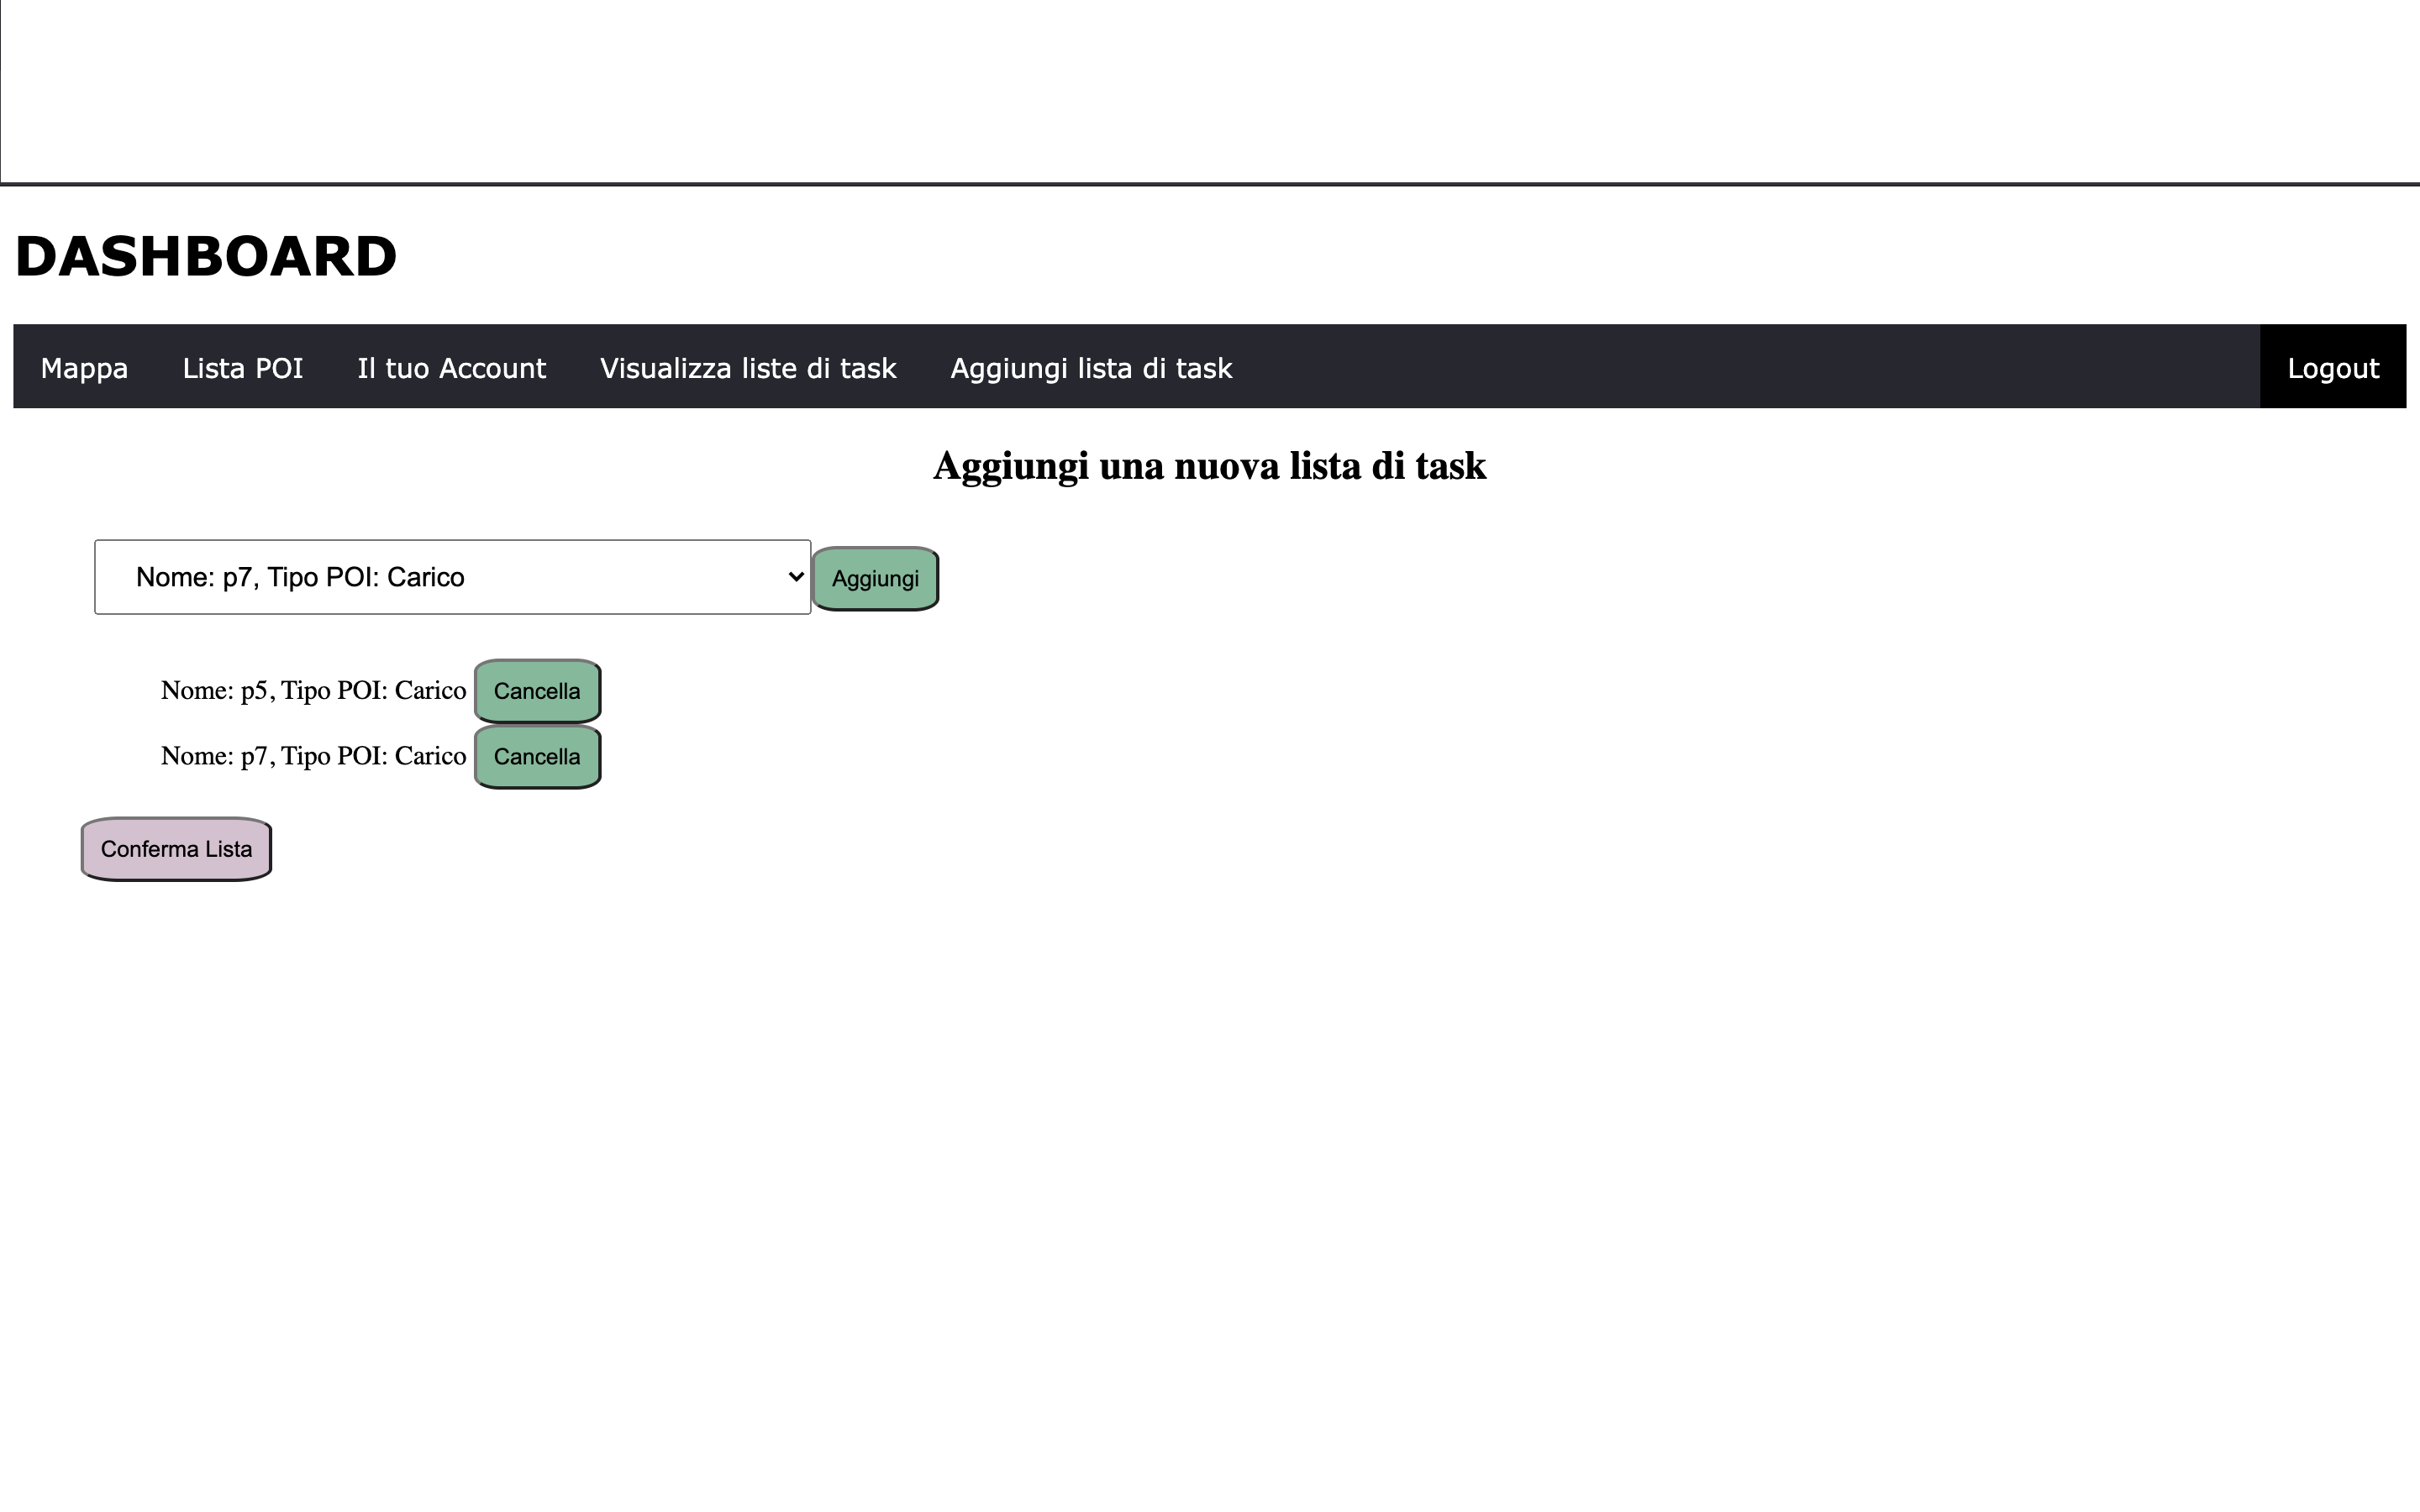 DASHBOARD
Mappa Lista POI Il tuo Account Visualizza liste di task Aggiungi lista di task Logout
Aggiungi una nuova lista di task
Nome: p7, Tipo POI: Carico Aggiungi
Nome: p5, Tipo POI: Carico Cancella
Nome: p7, Tipo POI: Carico Cancella
Conferma Lista